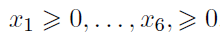 x₁ ⩾ 0, . . . , x₆, ⩾ 0